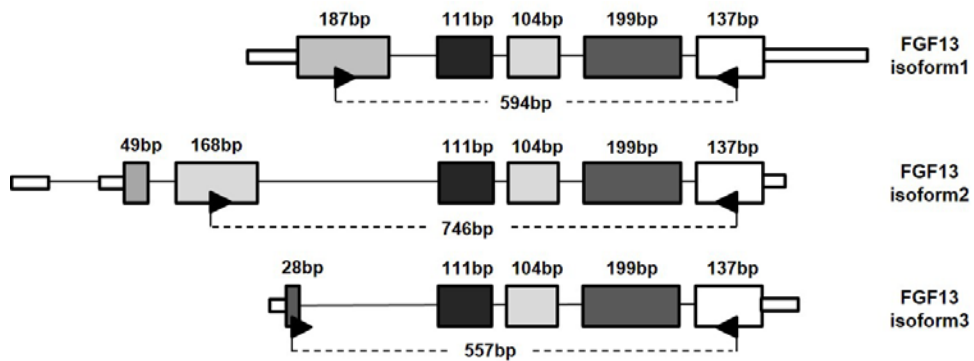 187bp 111bp 104bp 199bp 137bp
FGF13
isoform1
594bp
49bp 168bp 111bp 104bp 199bp 137bp
FGF13
isoform2
746bp
28bp 111bp 104bp 199bp 137bp
FGF13
isoform3
557bp